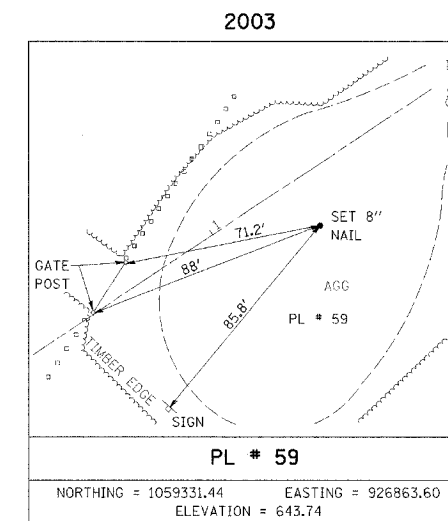 2003
SET 8"
NAIL
71.2'
GATE
POST
88'
AGG
85.8'
PL # 59
TIMBER EDGE
SIGN
PL # 59
NORTHING = 1059331.44 EASTING = 926863.60
ELEVATION = 643.74